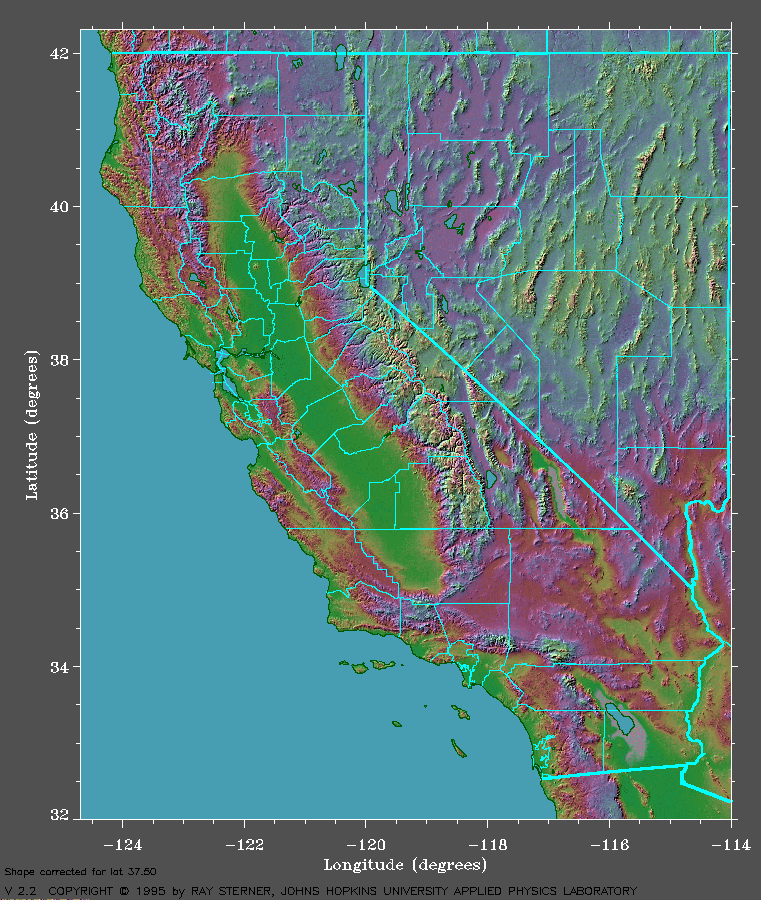 42
40
38
36
34
32
Latitude (degrees)
-124 -122 -120 -118 -116 -114
Longitude (degrees)
Shape corrected for lat 37.50
V 2.2 COPYRIGHT © 1995 by RAY STERNER, JOHNS HOPKINS UNIVERSITY APPLIED PHYSICS LABORATORY